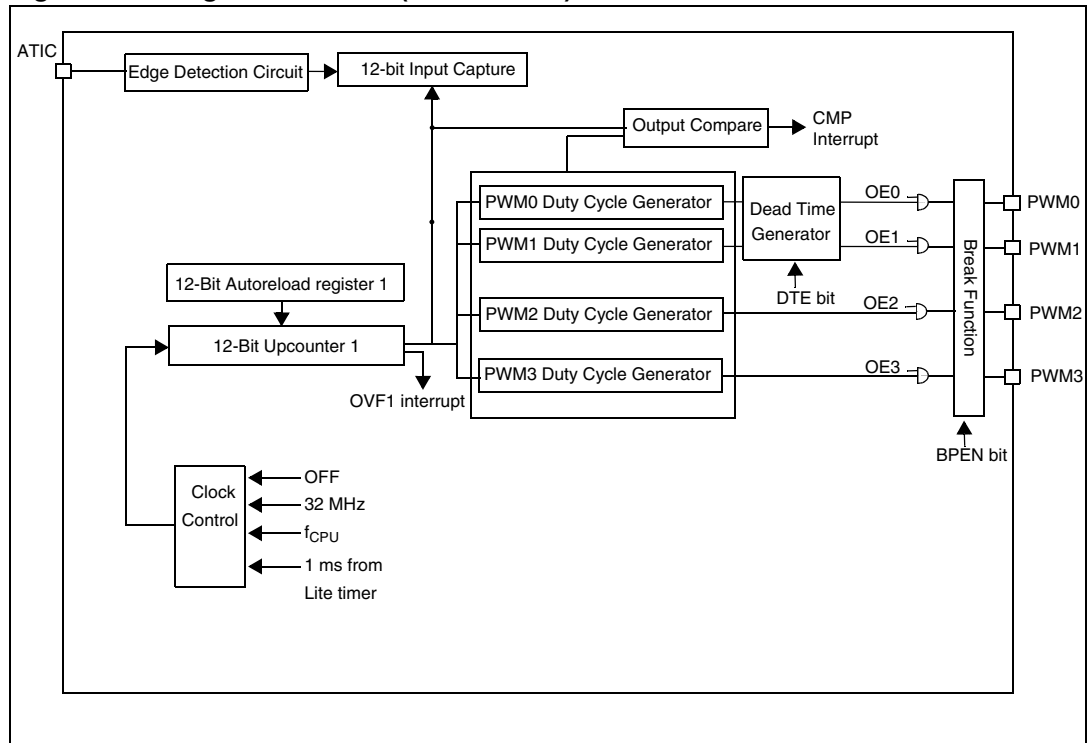 ATIC
Edge Detection Circuit
12-bit Input Capture
Output Compare
CMP
Interrupt
PWM0 Duty Cycle Generator
PWM1 Duty Cycle Generator
PWM2 Duty Cycle Generator
PWM3 Duty Cycle Generator
Dead Time
Generator
DTE bit
OE0
OE1
OE2
OE3
Break Function
BPEN bit
PWM0
PWM1
PWM2
PWM3
12-Bit Autoreload register 1
12-Bit Upcounter 1
OVF1 interrupt
Clock
Control
OFF
32 MHz
fCPU
1 ms from
Lite timer